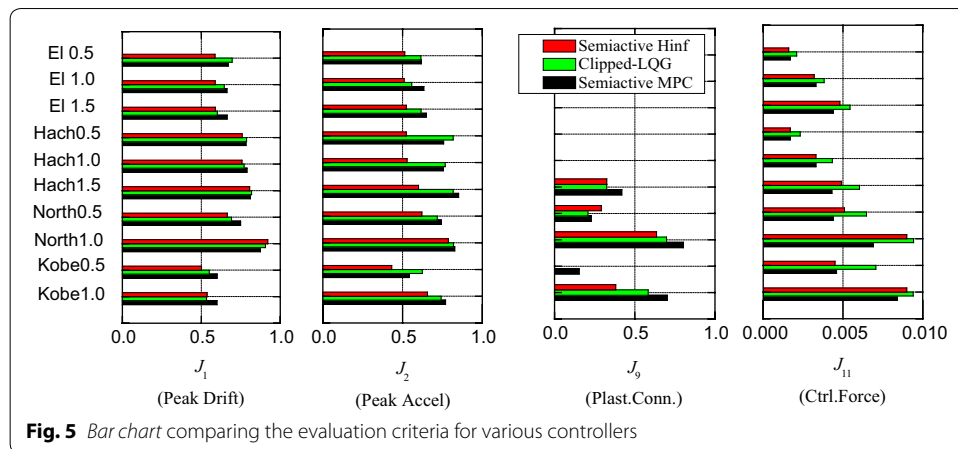 El 0.5
El 1.0
El 1.5
Hach0.5
Hach1.0
Hach1.5
North0.5
North1.0
Kobe0.5
Kobe1.0
Semiactive Hinf
Clipped-LQG
Semiactive MPC
0.0 0.5 1.0 0.0 0.5 1.0 0.0 0.5 1.0 0.000 0.005 0.010
J1 J2 J9 J11
(Peak Drift) (Peak Accel) (Plast.Conn.) (Ctrl.Force)
Fig. 5 Bar chart comparing the evaluation criteria for various controllers